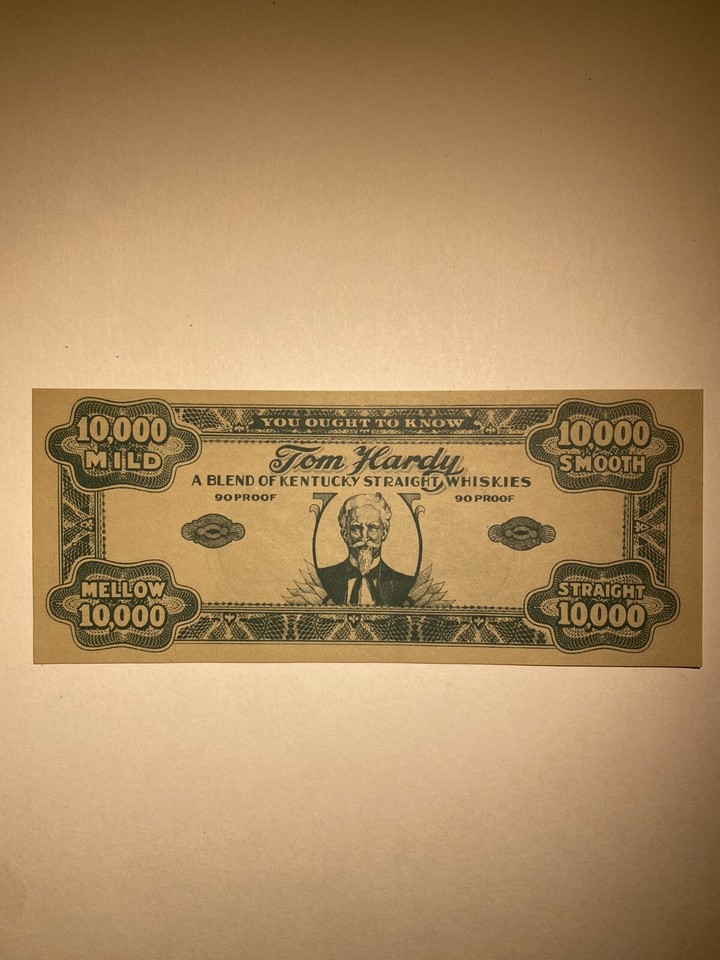 YOU OUGHT TO KNOW
10,000
MILD
10,000
SMOOTH
Tom Hardy
A BLEND OF KENTUCKY STRAIGHT WHISKIES
90 PROOF
90 PROOF
MELLOW
10,000
STRAIGHT
10,000